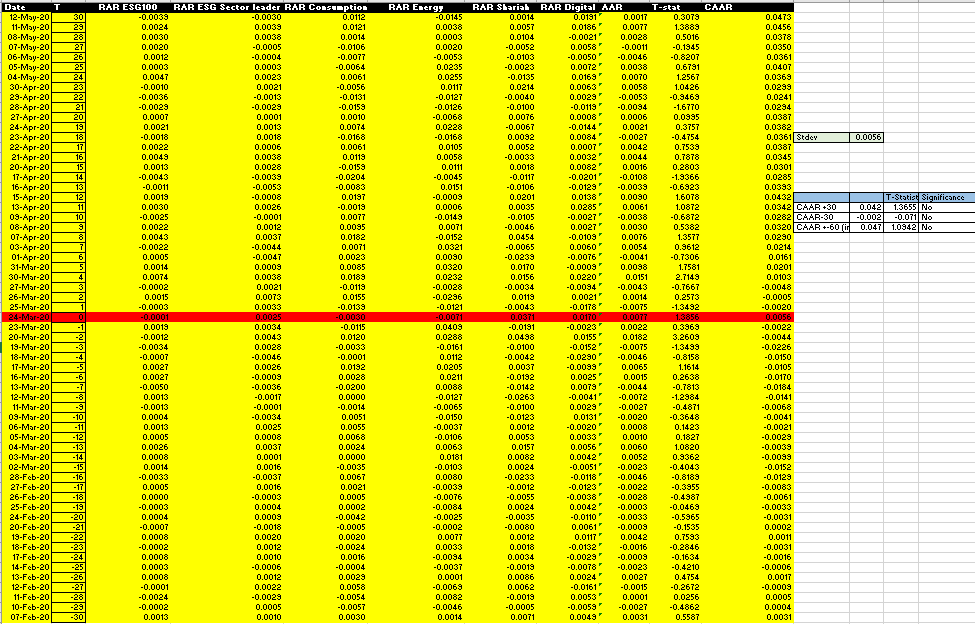 Date T RAR ESG100 RAR ESG Sector leader RAR Consumption RAR Energy RAR Shariah RAR Digital AAR T-stat CAAR
12-May-20 30 -0.0039 -0.0030 0.0112 -0.0145 0.0014 0.0191 0.0017 0.3079 0.0473
11-May-20 29 0.0024 0.0039 0.0121 0.0038 0.0057 0.0186 0.0077 1.3889 0.0456
08-May-20 28 0.0030 0.0038 0.0014 0.0003 0.0104 -0.0021 0.0028 0.5016 0.0378
07-May-20 27 0.0020 -0.0005 -0.0106 0.0020 -0.0052 0.0058 -0.0011 -0.1945 0.0350
06-May-20 26 0.0012 -0.0004 -0.0077 -0.0053 -0.0103 -0.0050 -0.0046 -0.8207 0.0361
05-May-20 25 0.0003 0.0003 -0.0064 0.0235 -0.0023 0.0072 0.0038 0.6791 0.0407
04-May-20 24 0.0047 0.0023 0.0061 0.0255 -0.0135 0.0169 0.0070 1.2567 0.0369
30-Apr-20 23 -0.0010 0.0021 -0.0056 0.0117 0.0214 0.0063 0.0058 1.0426 0.0299
29-Apr-20 22 -0.0036 -0.0013 -0.0131 -0.0127 -0.0040 0.0029 -0.0053 -0.9469 0.0241
28-Apr-20 21 -0.0029 -0.0029 -0.0159 -0.0126 -0.0100 -0.0119 -0.0094 -1.6770 0.0294
27-Apr-20 20 0.0007 0.0001 0.0010 -0.0068 0.0076 0.0008 0.0006 0.0995 0.0387
24-Apr-20 19 0.0021 0.0013 0.0074 0.0228 -0.0067 -0.0144 0.0021 0.3757 0.0382
23-Apr-20 18 -0.0018 0.0018 -0.0168 -0.0168 0.0092 0.0084 -0.0027 -0.4754 0.0361 Stdev 0.0056
22-Apr-20 17 0.0022 0.0006 0.0061 0.0105 0.0052 0.0007 0.0042 0.7539 0.0387
21-Apr-20 16 0.0049 0.0038 0.0119 0.0058 -0.0033 0.0032 0.0044 0.7878 0.0345
20-Apr-20 15 0.0013 0.0028 -0.0159 0.0111 0.0018 0.0082 0.0016 0.2803 0.0301
17-Apr-20 14 -0.0043 -0.0039 -0.0204 -0.0045 -0.0117 -0.0201 -0.0108 -1.9366 0.0285
16-Apr-20 13 -0.0011 -0.0053 -0.0083 0.0151 -0.0106 -0.0129 -0.0039 -0.6923 0.0393
15-Apr-20 12 0.0019 -0.0008 0.0197 -0.0003 0.0201 0.0138 0.0090 1.6078 0.0432 T-Statist Significance
13-Apr-20 11 0.0030 0.0026 -0.0019 0.0006 0.0035 0.0285 0.0061 1.0872 0.0342 CAAR +30 0.042 1.3655 No
09-Apr-20 10 -0.0025 -0.0001 0.0077 -0.0149 -0.0105 -0.0027 -0.0038 -0.6872 0.0282 CAAR-30 -0.002 -0.071 No
08-Apr-20 9 0.0022 0.0012 0.0095 0.0071 -0.0046 0.0027 0.0030 0.5382 0.0320 CAAR +-60 (in 0.047 1.0942 No
07-Apr-20 8 0.0043 0.0037 0.0182 -0.0152 0.0454 -0.0109 0.0076 1.3577 0.0290
03-Apr-20 7 -0.0022 -0.0044 0.0071 0.0321 -0.0065 0.0060 0.0054 0.9612 0.0214
01-Apr-20 6 0.0005 -0.0047 0.0023 0.0090 -0.0239 -0.0076 -0.0041 -0.7306 0.0161
31-Mar-20 5 0.0014 0.0009 0.0085 0.0320 0.0170 -0.0009 0.0098 1.7581 0.0201
30-Mar-20 4 0.0074 0.0038 0.0189 0.0232 0.0156 0.0220 0.0151 2.7149 0.0103
27-Mar-20 3 -0.0002 0.0021 -0.0119 -0.0028 -0.0034 -0.0094 -0.0043 -0.7667 -0.0048
26-Mar-20 2 0.0015 0.0073 0.0155 -0.0296 0.0119 0.0021 0.0014 0.2573 -0.0005
25-Mar-20 1 -0.0003 0.0033 -0.0139 -0.0121 -0.0043 -0.0178 -0.0075 -1.3492 -0.0020
24-Mar-20 0 -0.0001 0.0170 0.0077 0.0056
23-Mar-20 -1 0.0019 0.0034 -0.0115 0.0409 -0.0191 -0.0023 0.0022 0.3969 -0.0022
20-Mar-20 -2 -0.0012 0.0043 0.0120 0.0288 0.0498 0.0155 0.0182 3.2609 -0.0044
19-Mar-20 -3 -0.0034 0.0028 -0.0033 -0.0161 -0.0100 -0.0152 -0.0075 -1.3499 -0.0226
18-Mar-20 -4 -0.0007 -0.0046 -0.0001 0.0112 -0.0042 -0.0290 -0.0046 -0.8158 -0.0150
17-Mar-20 -5 0.0027 0.0026 0.0192 0.0205 0.0037 -0.0099 0.0065 1.1614 -0.0105
16-Mar-20 -6 0.0027 -0.0009 0.0028 0.0211 -0.0192 0.0025 0.0015 0.2638 -0.0170
13-Mar-20 -7 -0.0050 -0.0036 -0.0200 0.0088 -0.0142 0.0079 -0.0044 -0.7813 -0.0184
12-Mar-20 -8 0.0013 -0.0017 0.0000 -0.0127 -0.0263 -0.0041 -0.0072 -1.2984 -0.0141
11-Mar-20 -9 -0.0013 -0.0001 -0.0014 -0.0065 -0.0100 0.0029 -0.0027 -0.4871 -0.0068
09-Mar-20 -10 0.0004 -0.0034 0.0051 -0.0150 -0.0123 0.0131 -0.0020 -0.3648 -0.0041
06-Mar-20 -11 0.0013 0.0025 0.0055 -0.0037 0.0012 -0.0020 0.0008 0.1423 -0.0021
05-Mar-20 -12 0.0005 0.0008 0.0068 -0.0106 0.0053 0.0033 0.0010 0.1827 -0.0029
04-Mar-20 -13 0.0026 0.0037 0.0024 0.0063 0.0157 0.0056 0.0060 1.0820 -0.0039
03-Mar-20 -14 0.0008 0.0001 0.0000 0.0181 0.0082 0.0042 0.0052 0.9362 -0.0099
02-Mar-20 -15 0.0014 0.0016 -0.0035 -0.0103 0.0024 -0.0051 -0.0023 -0.4043 -0.0152
28-Feb-20 -16 -0.0033 -0.0037 0.0067 0.0080 -0.0233 -0.0118 -0.0046 -0.8189 -0.0129
27-Feb-20 -17 0.0005 0.0016 0.0021 -0.0039 -0.0012 -0.0123 -0.0022 -0.3955 -0.0083
26-Feb-20 -18 0.0000 -0.0003 0.0005 -0.0076 -0.0055 -0.0038 -0.0028 -0.4987 -0.0061
25-Feb-20 -19 -0.0003 0.0004 0.0002 -0.0084 0.0024 0.0042 -0.0003 -0.0469 -0.0033
24-Feb-20 -20 0.0004 0.0009 -0.0042 -0.0025 -0.0035 -0.0110 -0.0033 -0.5965 -0.0031
20-Feb-20 -21 -0.0007 -0.0018 -0.0005 -0.0002 -0.0080 0.0061 -0.0009 -0.1535 0.0002
19-Feb-20 -22 0.0008 0.0020 0.0020 0.0077 0.0012 0.0117 0.0042 0.7593 0.0011
18-Feb-20 -23 -0.0002 0.0012 -0.0024 0.0033 0.0018 -0.0132 -0.0016 -0.2846 -0.0031
17-Feb-20 -24 0.0008 0.0010 0.0016 -0.0094 0.0034 -0.0029 -0.0009 -0.1634 -0.0016
14-Feb-20 -25 0.0003 -0.0006 -0.0004 -0.0037 -0.0019 -0.0078 -0.0023 -0.4210 -0.0006
13-Feb-20 -26 0.0008 0.0012 0.0029 0.0001 0.0086 0.0024 0.0027 0.4754 0.0017
12-Feb-20 -27 -0.0001 0.0022 0.0058 -0.0069 0.0062 -0.0161 -0.0015 -0.2672 -0.0009
11-Feb-20 -28 -0.0024 -0.0029 -0.0054 0.0082 -0.0019 0.0053 0.0001 0.0256 0.0005
10-Feb-20 -29 -0.0002 0.0005 -0.0057 -0.0046 -0.0005 -0.0059 -0.0027 -0.4862 0.0004
07-Feb-20 -30 0.0013 0.0010 0.0030 0.0014 0.0071 0.0049 0.0031 0.5587 0.0031